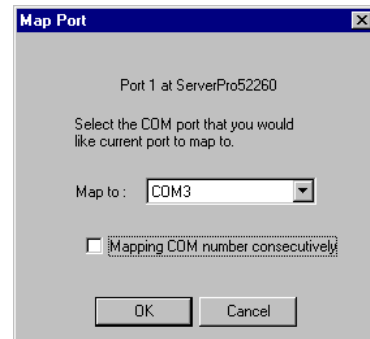 Map Port
Port 1 at ServerPro52260
Select the COM port that you would
like current port to map to.
Map to : COM3
Mapping COM number consecutively
OK Cancel